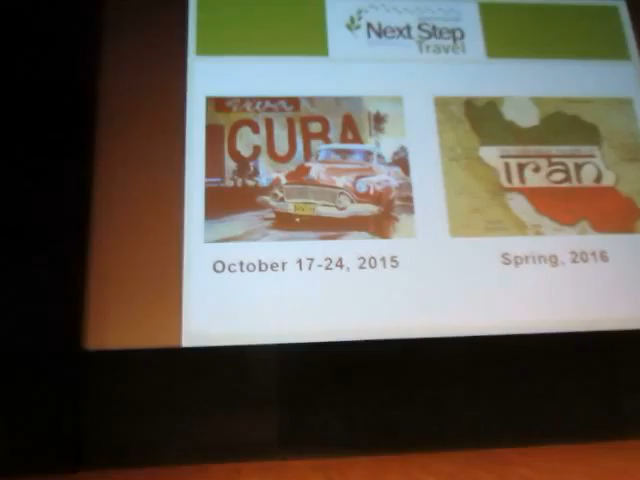 Next Step
Travel
CUBA
October 17-24, 2015
iran
Spring, 2016